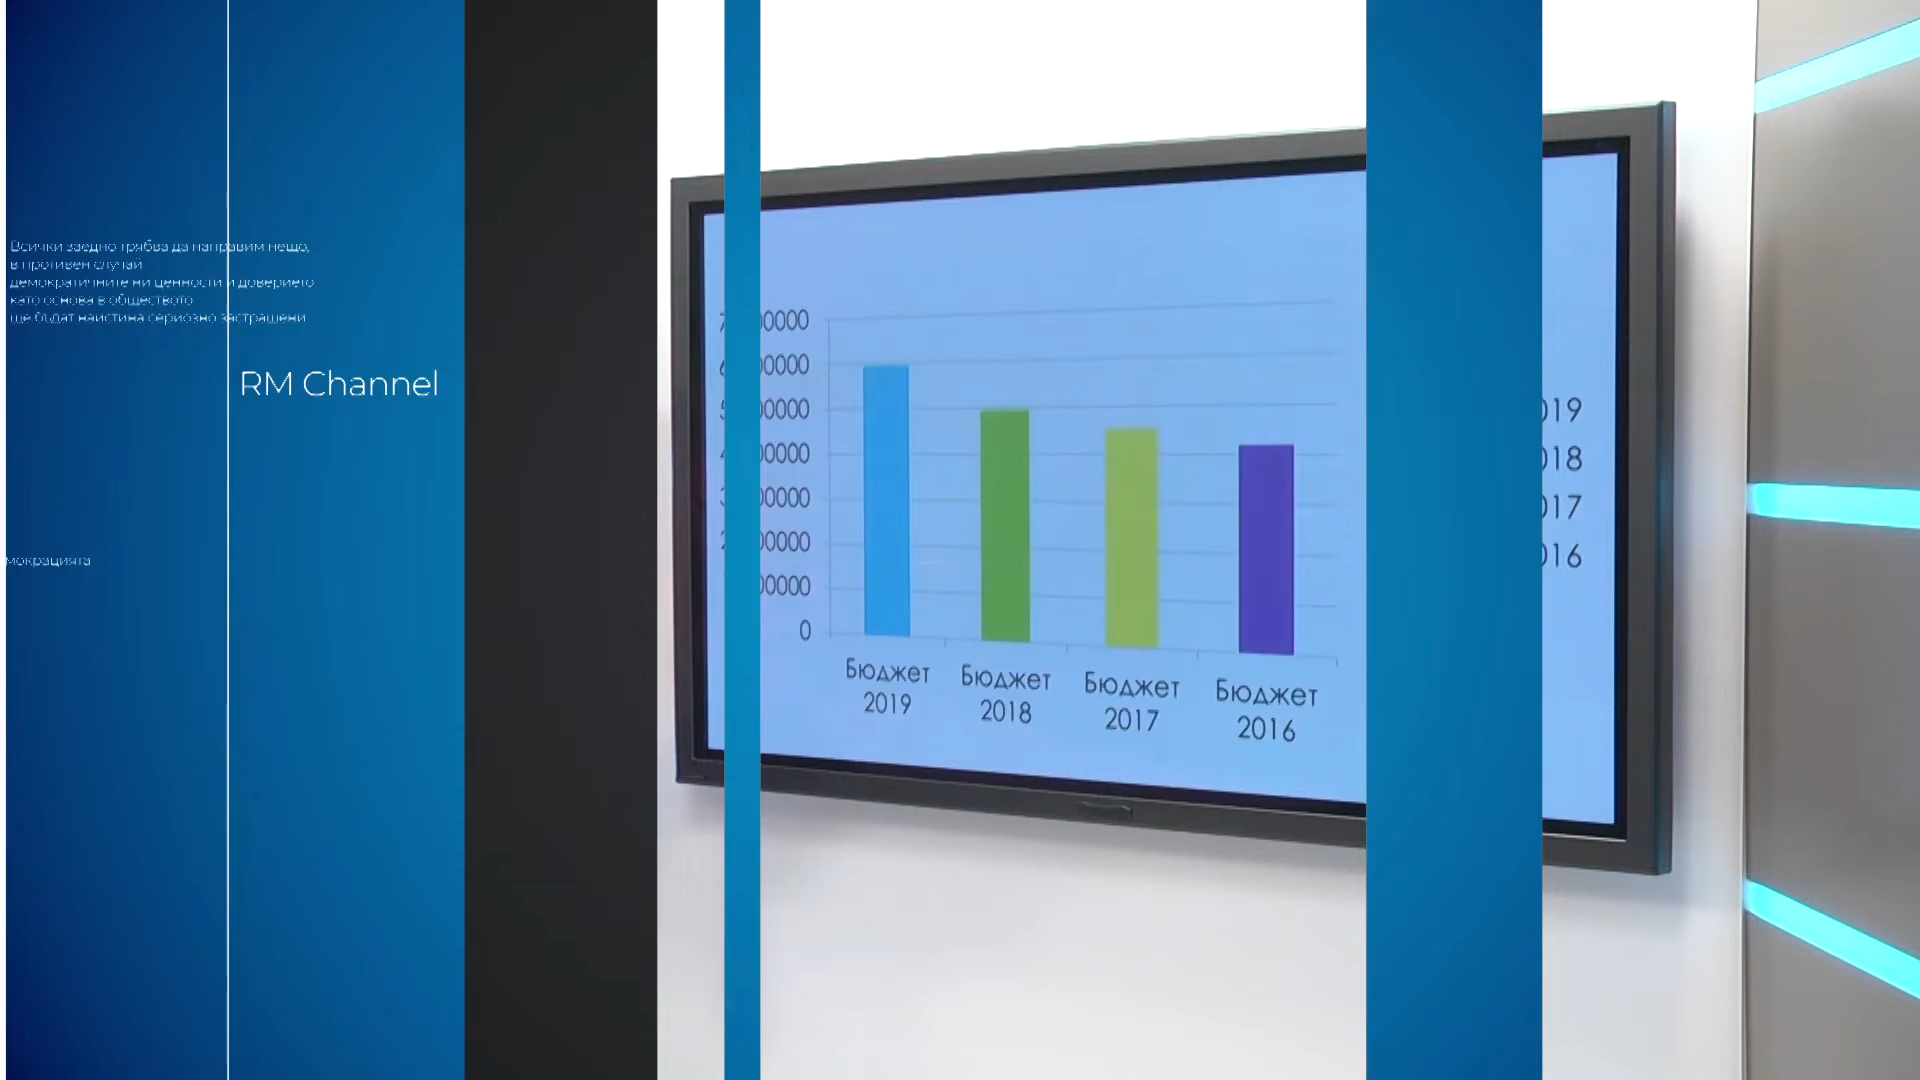 Всички заедно трябва да направим нещо,
в противен случай
демократичните ни ценности и доверието
като основа в обществото
ще бъдат наистина сериозно застрашени
RM Channel
мокрацията
00000
00000
00000
00000
00000
00000
00000
0
Бюджет 2019
Бюджет 2018
Бюджет 2017
Бюджет 2016
019
018
017
016